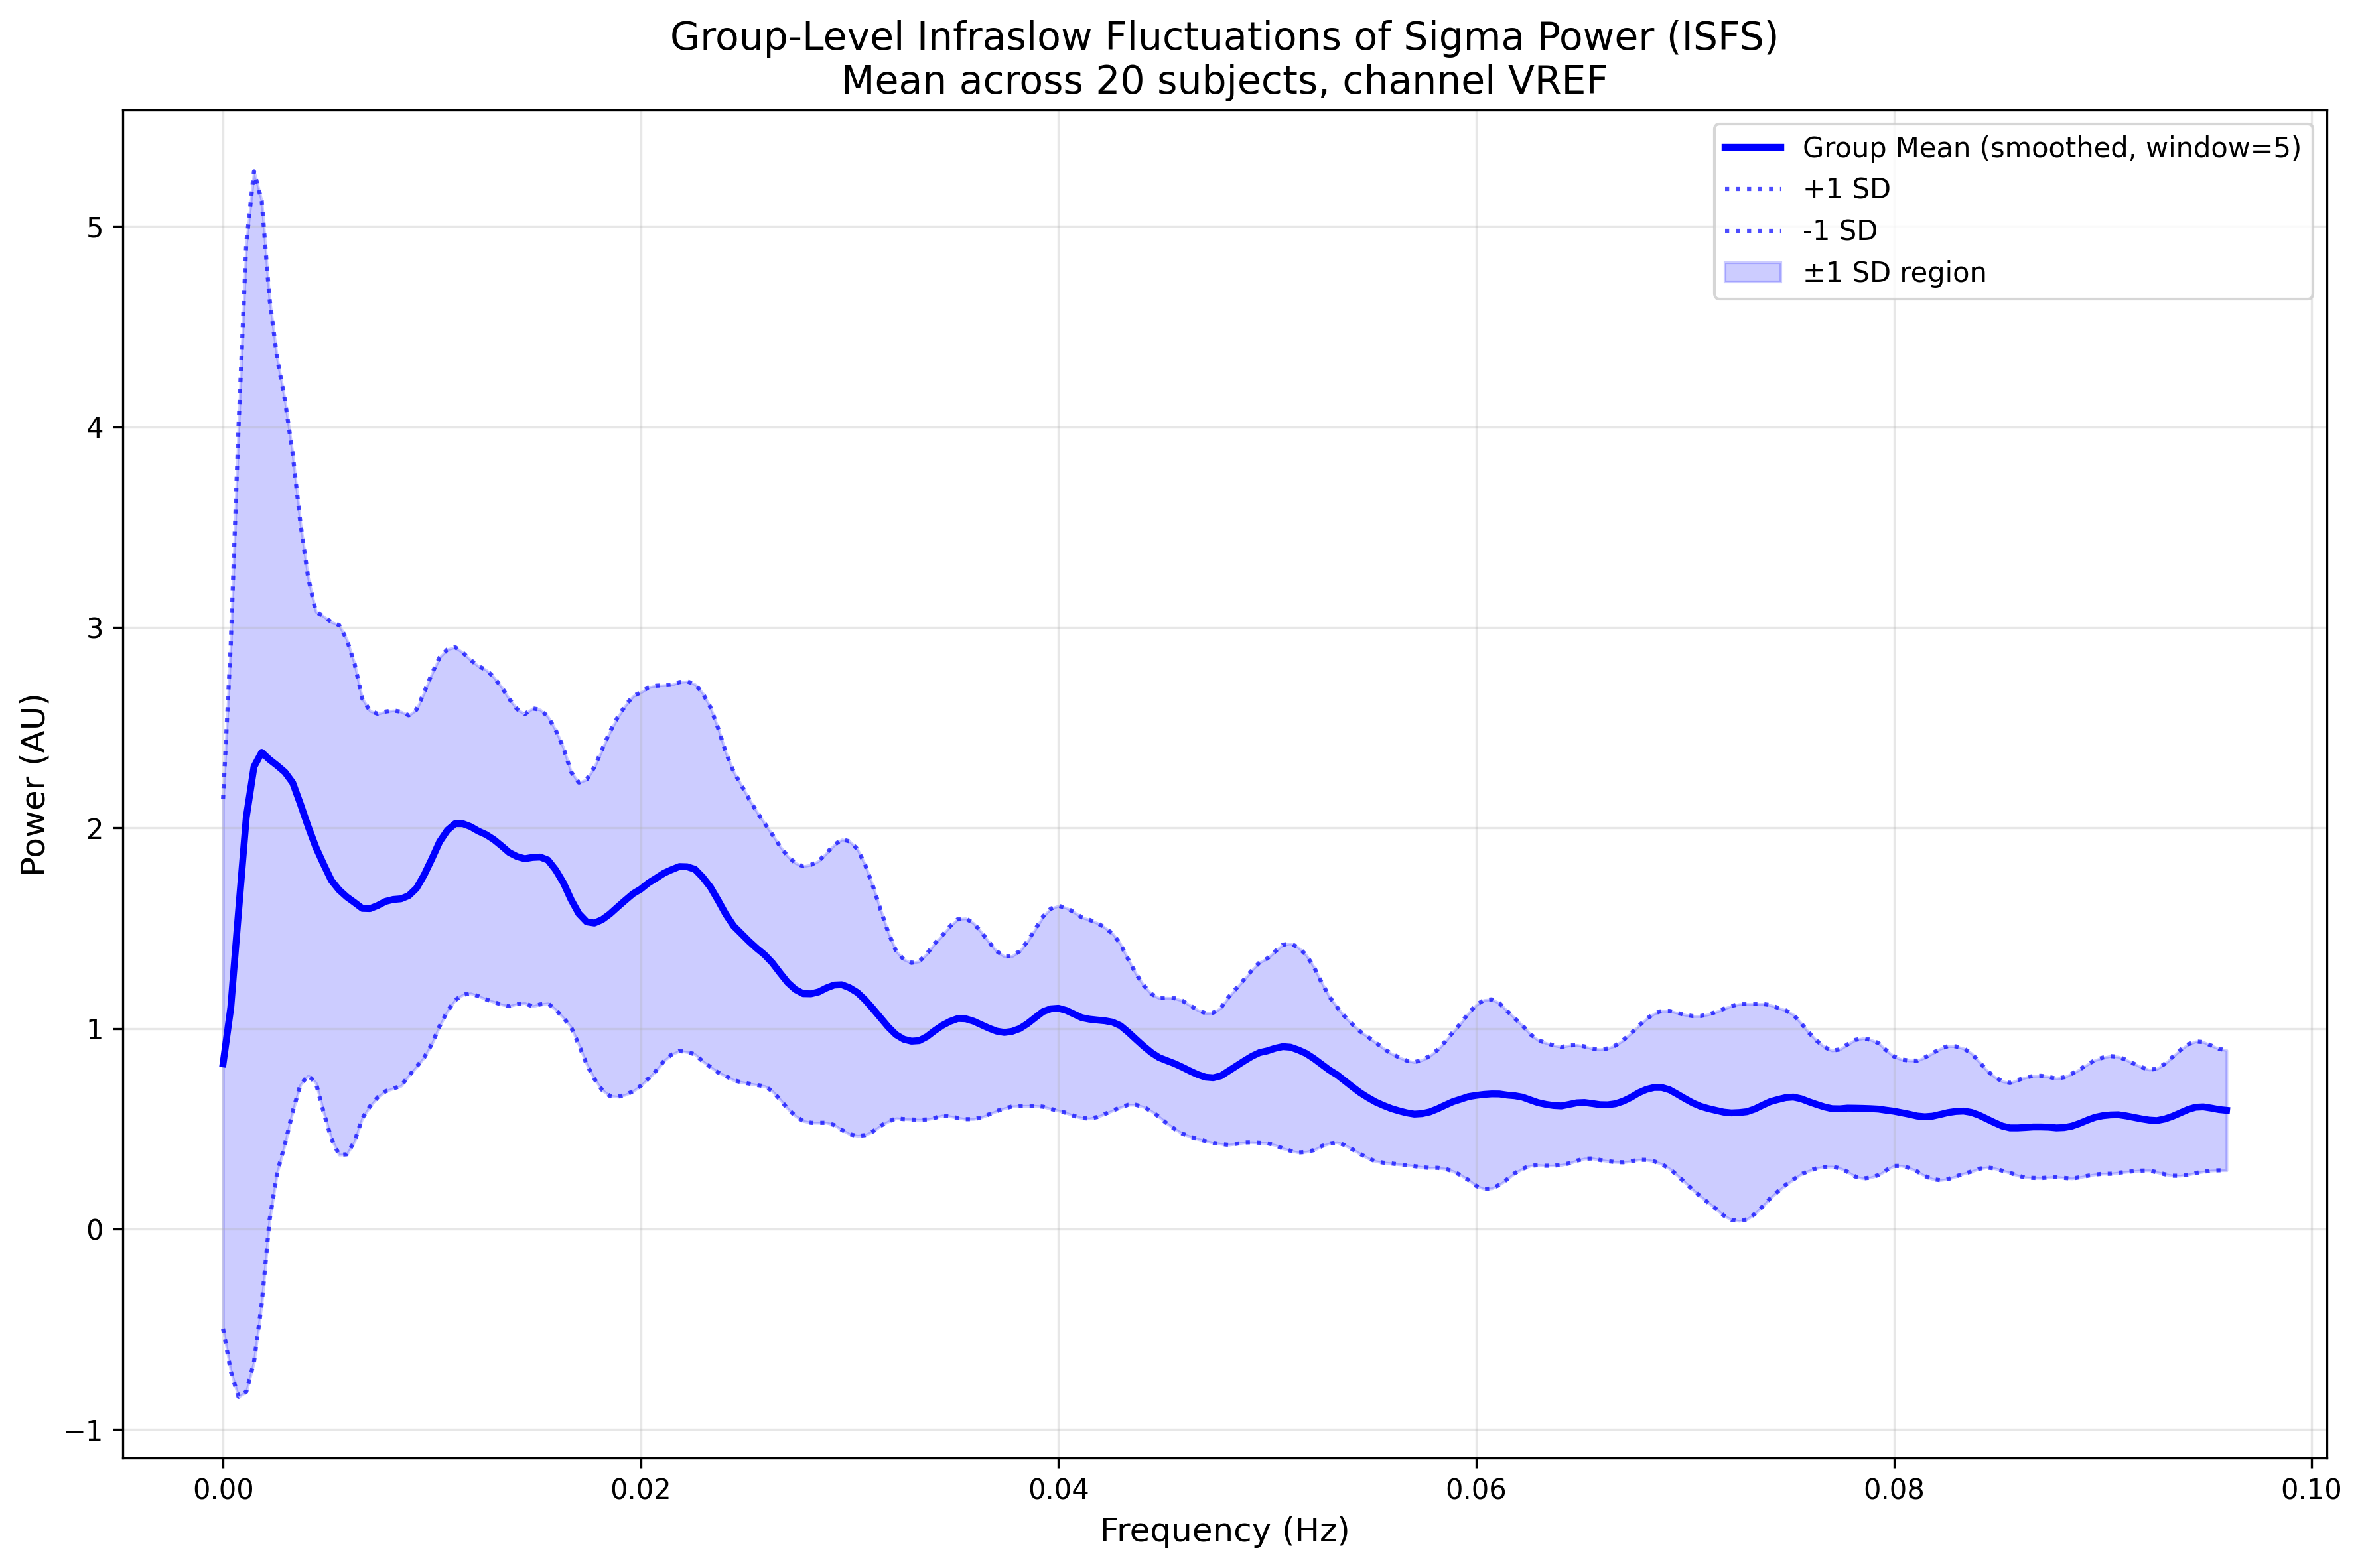 Group-Level Infraslow Fluctuations of Sigma Power (ISFS)
Mean across 20 subjects, channel VREF
Group Mean (smoothed, window=5)
+1 SD
-1 SD
±1 SD region
Power (AU)
5
4
3
2
1
0
−1
0.00
0.02
0.04
0.06
0.08
0.10
Frequency (Hz)